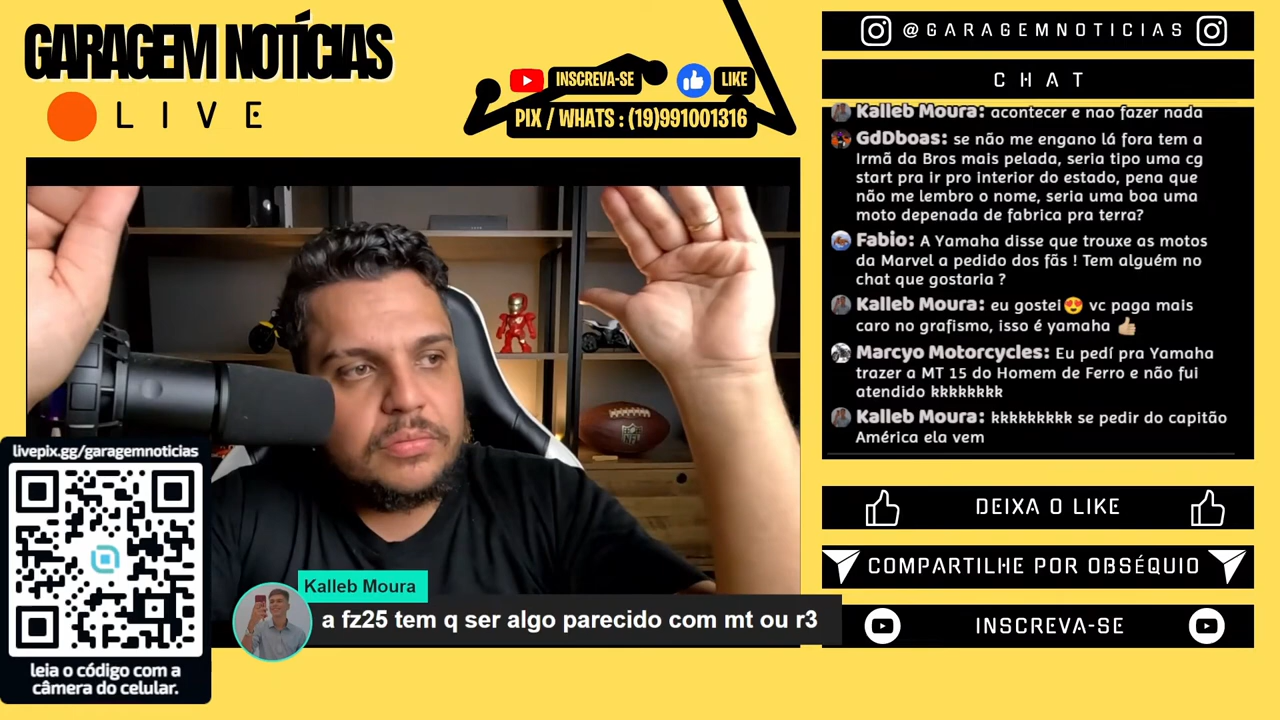 GARAGEM NOTÍCIAS
LIVE
INSCREVA-SE
LIKE
PIX / WHATS : (19)991001316
@GARAGEMNOTICIAS
CHAT
Kalleb Moura: acontecer e nao fazer nada
GdDboas: se não me engano lá fora tem a
Irmã da Bros mais pelada, seria tipo uma cg
start pra ir pro interior do estado, pena que
não me lembro o nome, seria uma boa uma
moto depenada de fabrica pra terra?
Fabio: A Yamaha disse que trouxe as motos
da Marvel a pedido dos fãs ! Tem alguém no
chat que gostaria ?
Kalleb Moura: eu gostei😍 vc paga mais
caro no grafismo, isso é yamaha 👍🏼
Marcyo Motorcycles: Eu pedí pra Yamaha
trazer a MT 15 do Homem de Ferro e não fui
atendido kkkkkkkk
Kalleb Moura: kkkkkkkkk se pedir do capitão
América ela vem
NFL
livepix.gg/garagemnoticias
leia o código com a
câmera do celular.
Kalleb Moura
a fz25 tem q ser algo parecido com mt ou r3
DEIXA O LIKE
COMPARTILHE POR OBSÉQUIO
INSCREVA-SE